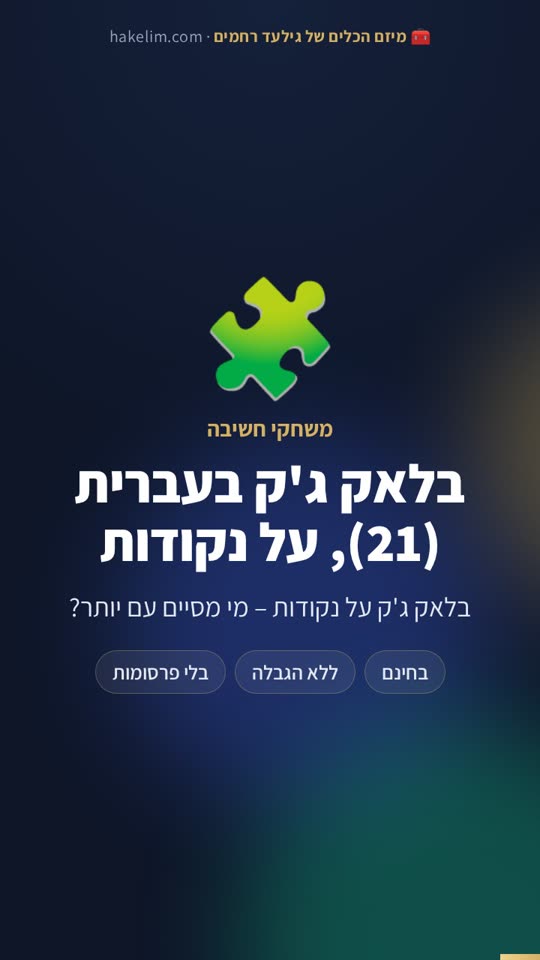 🧰 מיזם הכלים של גילעד רחמים · hakelim.com
משחקי חשיבה
בלאק ג'ק בעברית
(21), על נקודות
בלאק ג'ק על נקודות – מי מסיים עם יותר?
בחינם
ללא הגבלה
בלי פרסומות